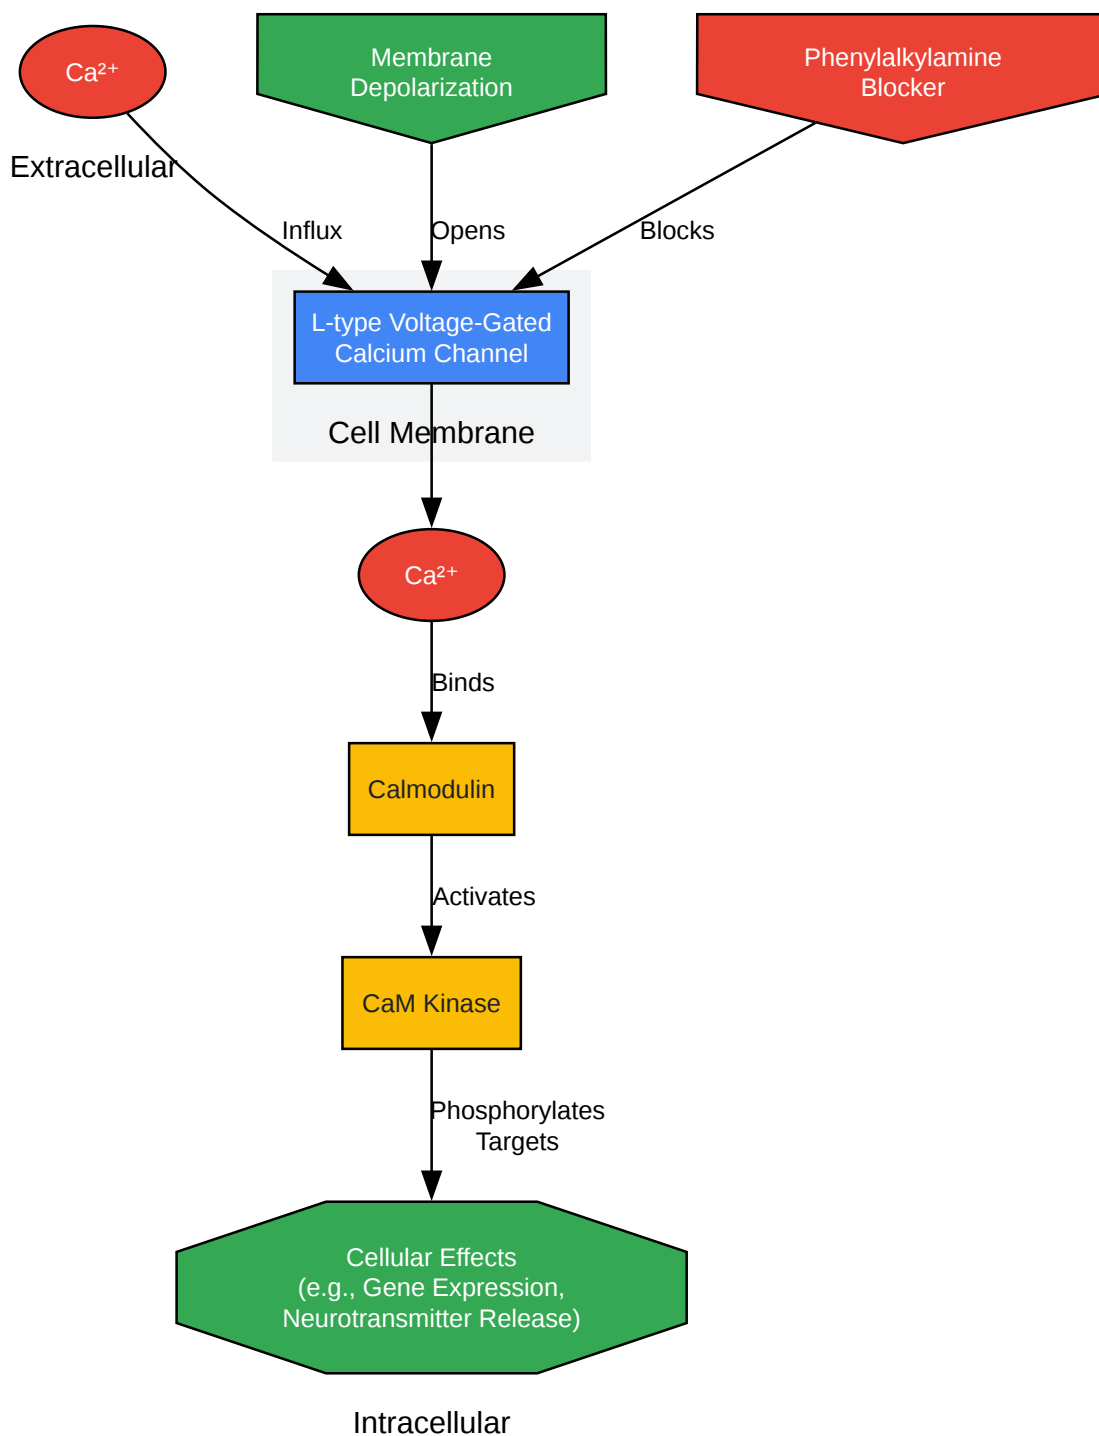 Ca²⁺
Membrane
Depolarization
Phenylalkylamine
Blocker
Extracellular
Influx
Opens
Blocks
L-type Voltage-Gated
Calcium Channel
Cell Membrane
Ca²⁺
Binds
Calmodulin
Activates
CaM Kinase
Phosphorylates
Targets
Cellular Effects
(e.g., Gene Expression,
Neurotransmitter Release)
Intracellular